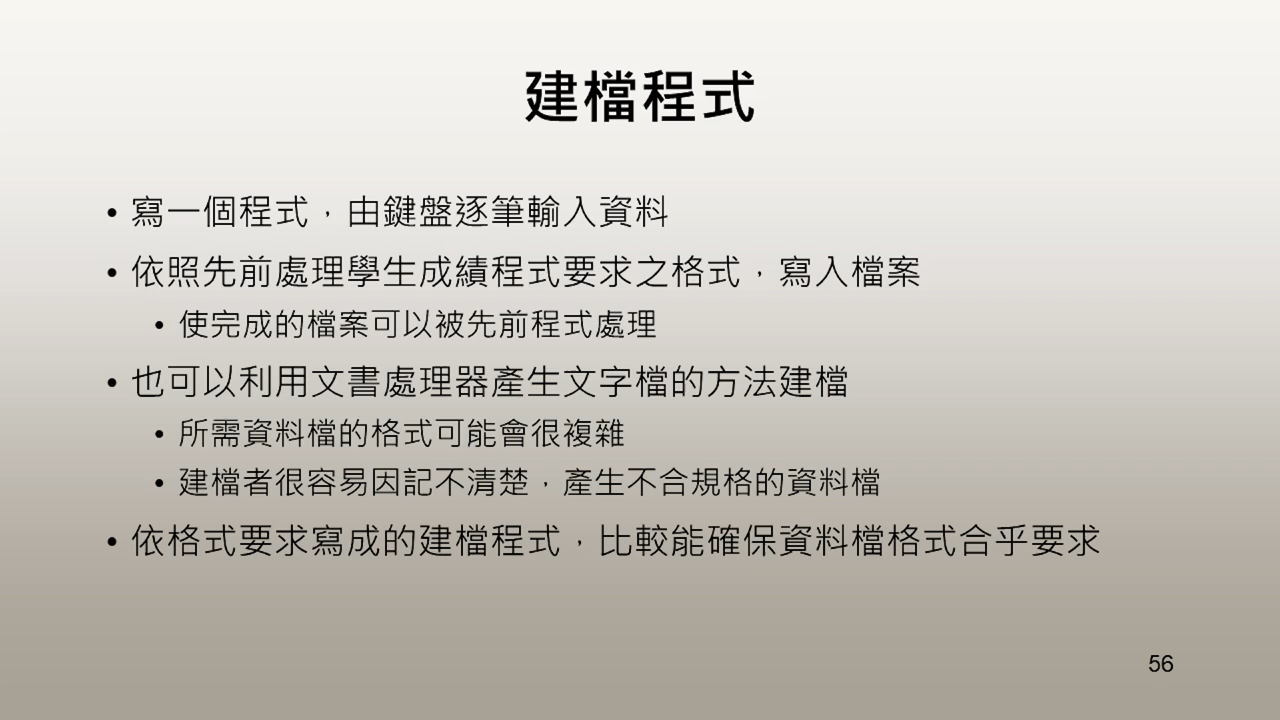 建檔程式
• 寫一個程式，由鍵盤逐筆輸入資料
• 依照先前處理學生成績程式要求之格式，寫入檔案
• 使完成的檔案可以被先前程式處理
• 也可以利用文書處理器產生文字檔的方法建檔
• 所需資料檔的格式可能會很複雜
• 建檔者很容易因記不清楚，產生不合規格的資料檔
• 依格式要求寫成的建檔程式，比較能確保資料檔格式合乎要求
56